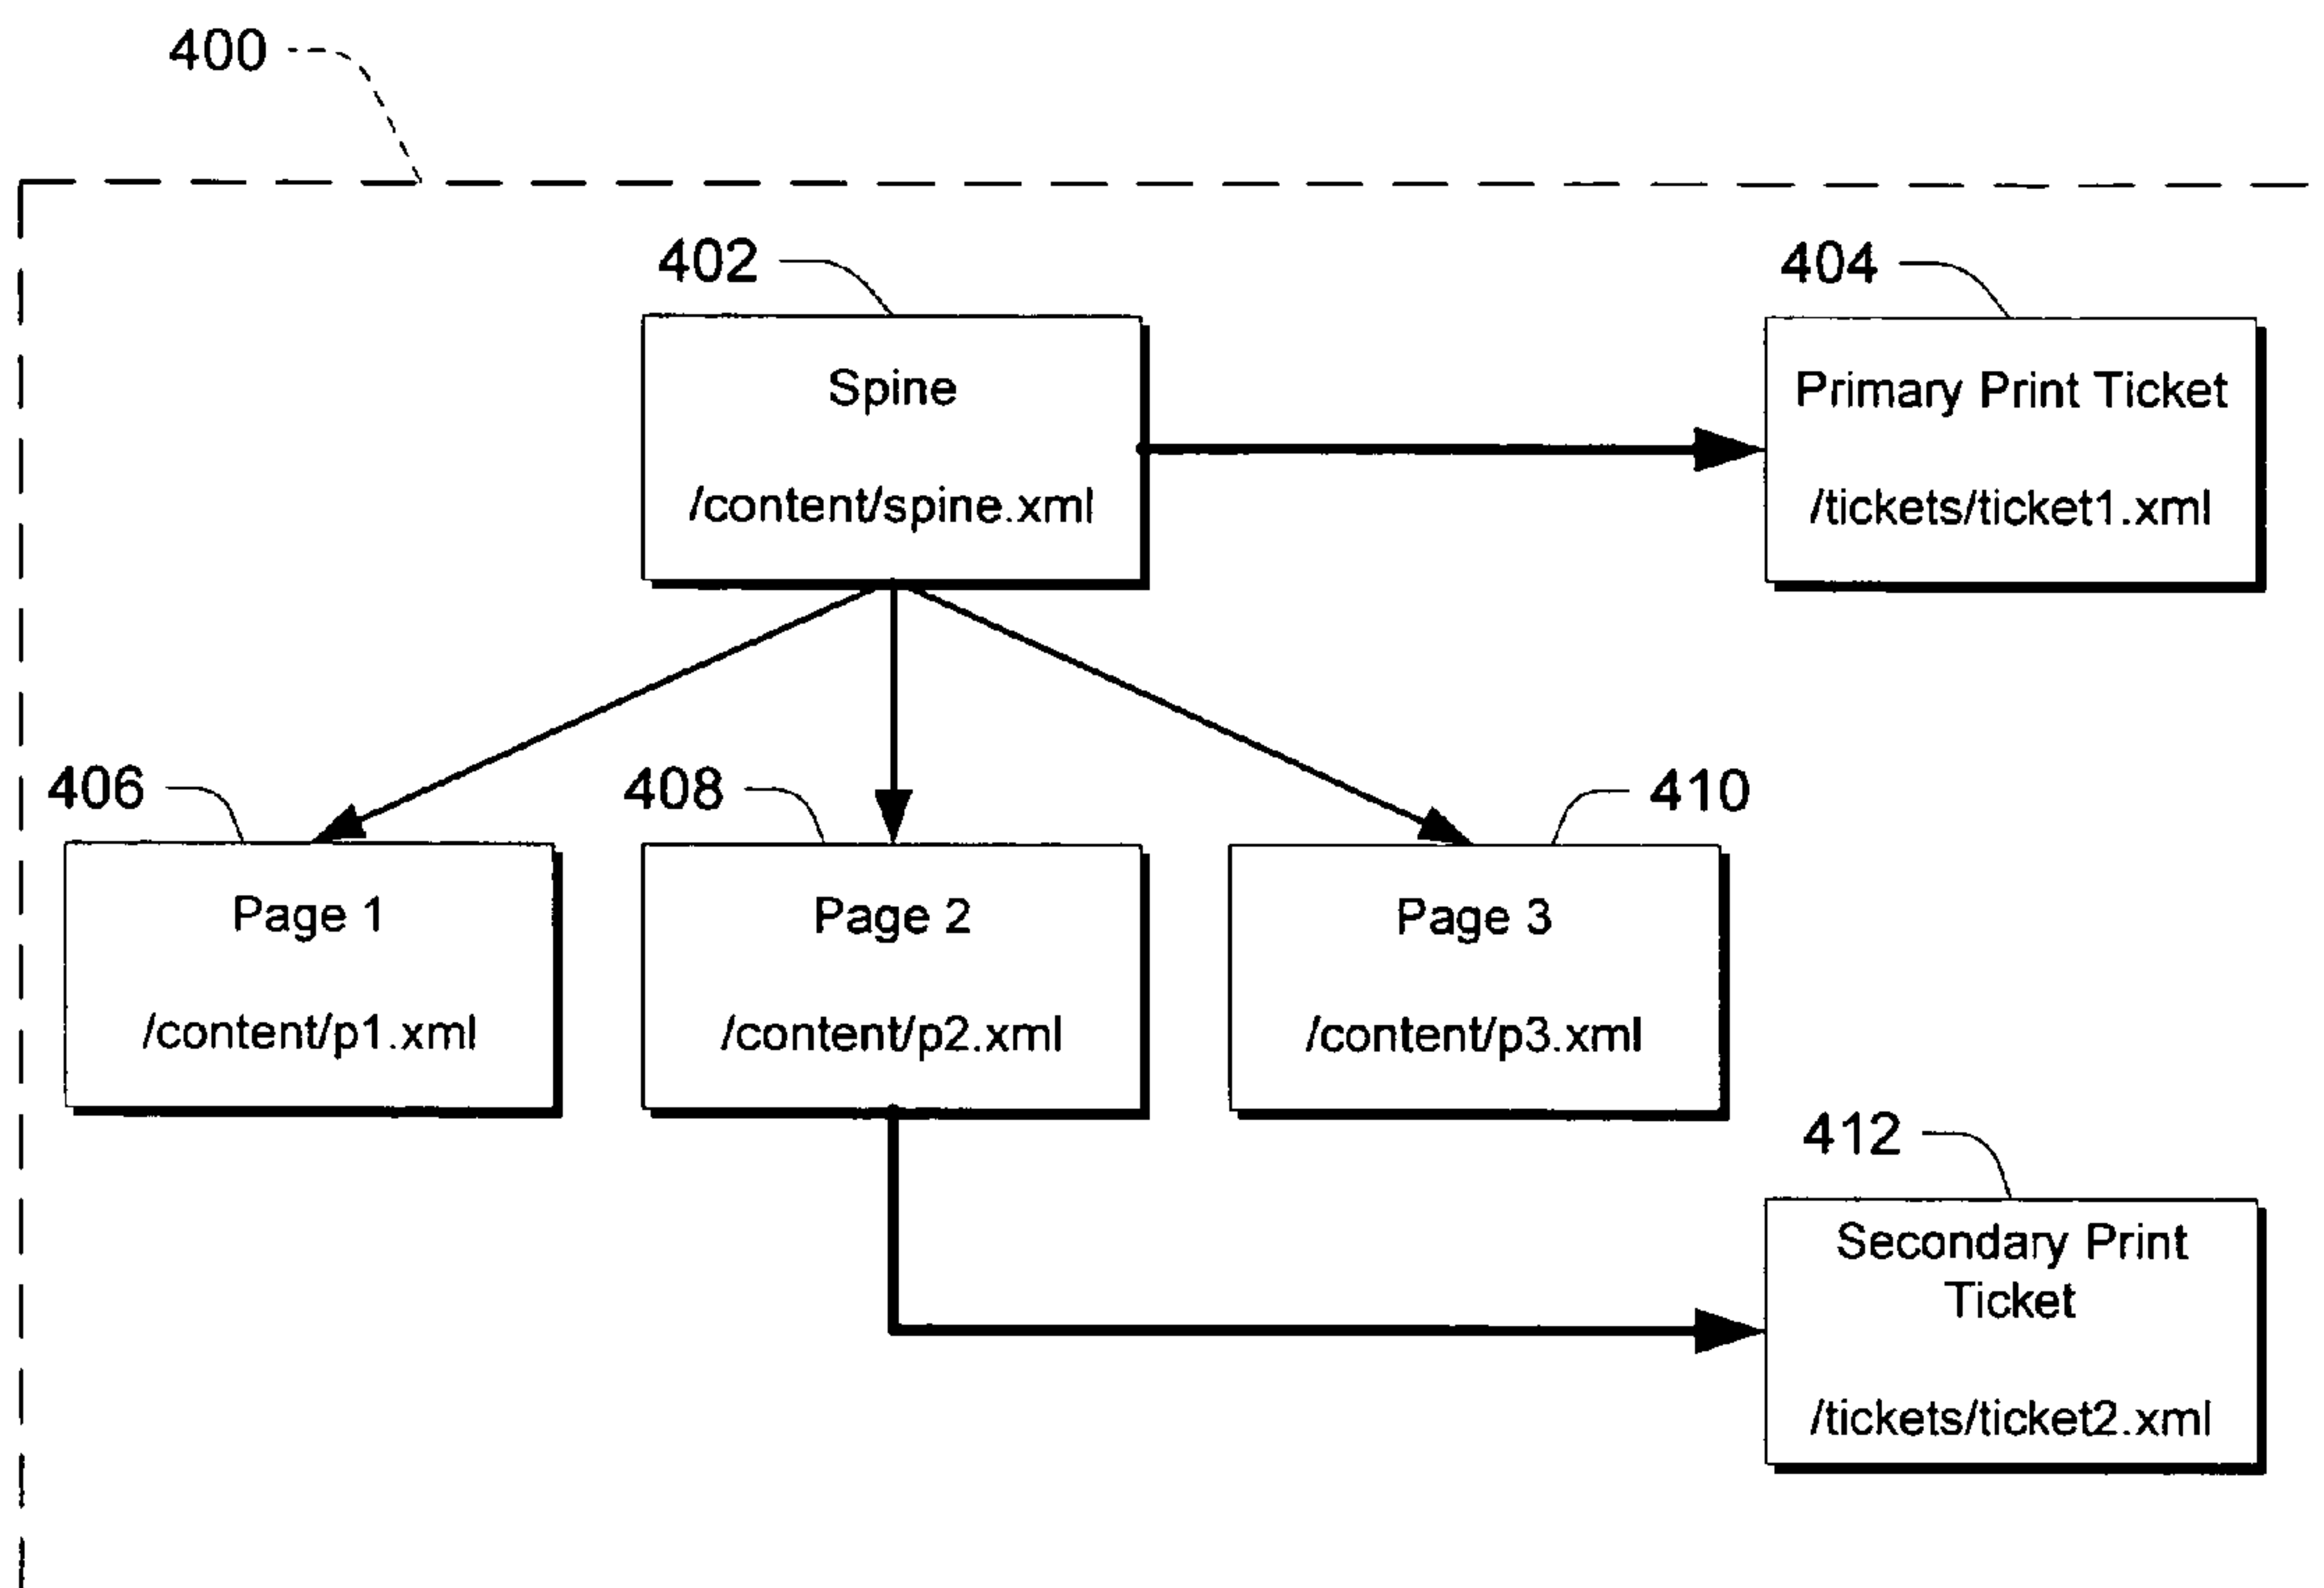 400
402
404
Spine
/content/spine.xml
Primary Print Ticket
/tickets/ticket1.xml
406
408
410
Page 1
/content/p1.xml
Page 2
/content/p2.xml
Page 3
/content/p3.xml
412
Secondary Print
Ticket
/tickets/ticket2.xml